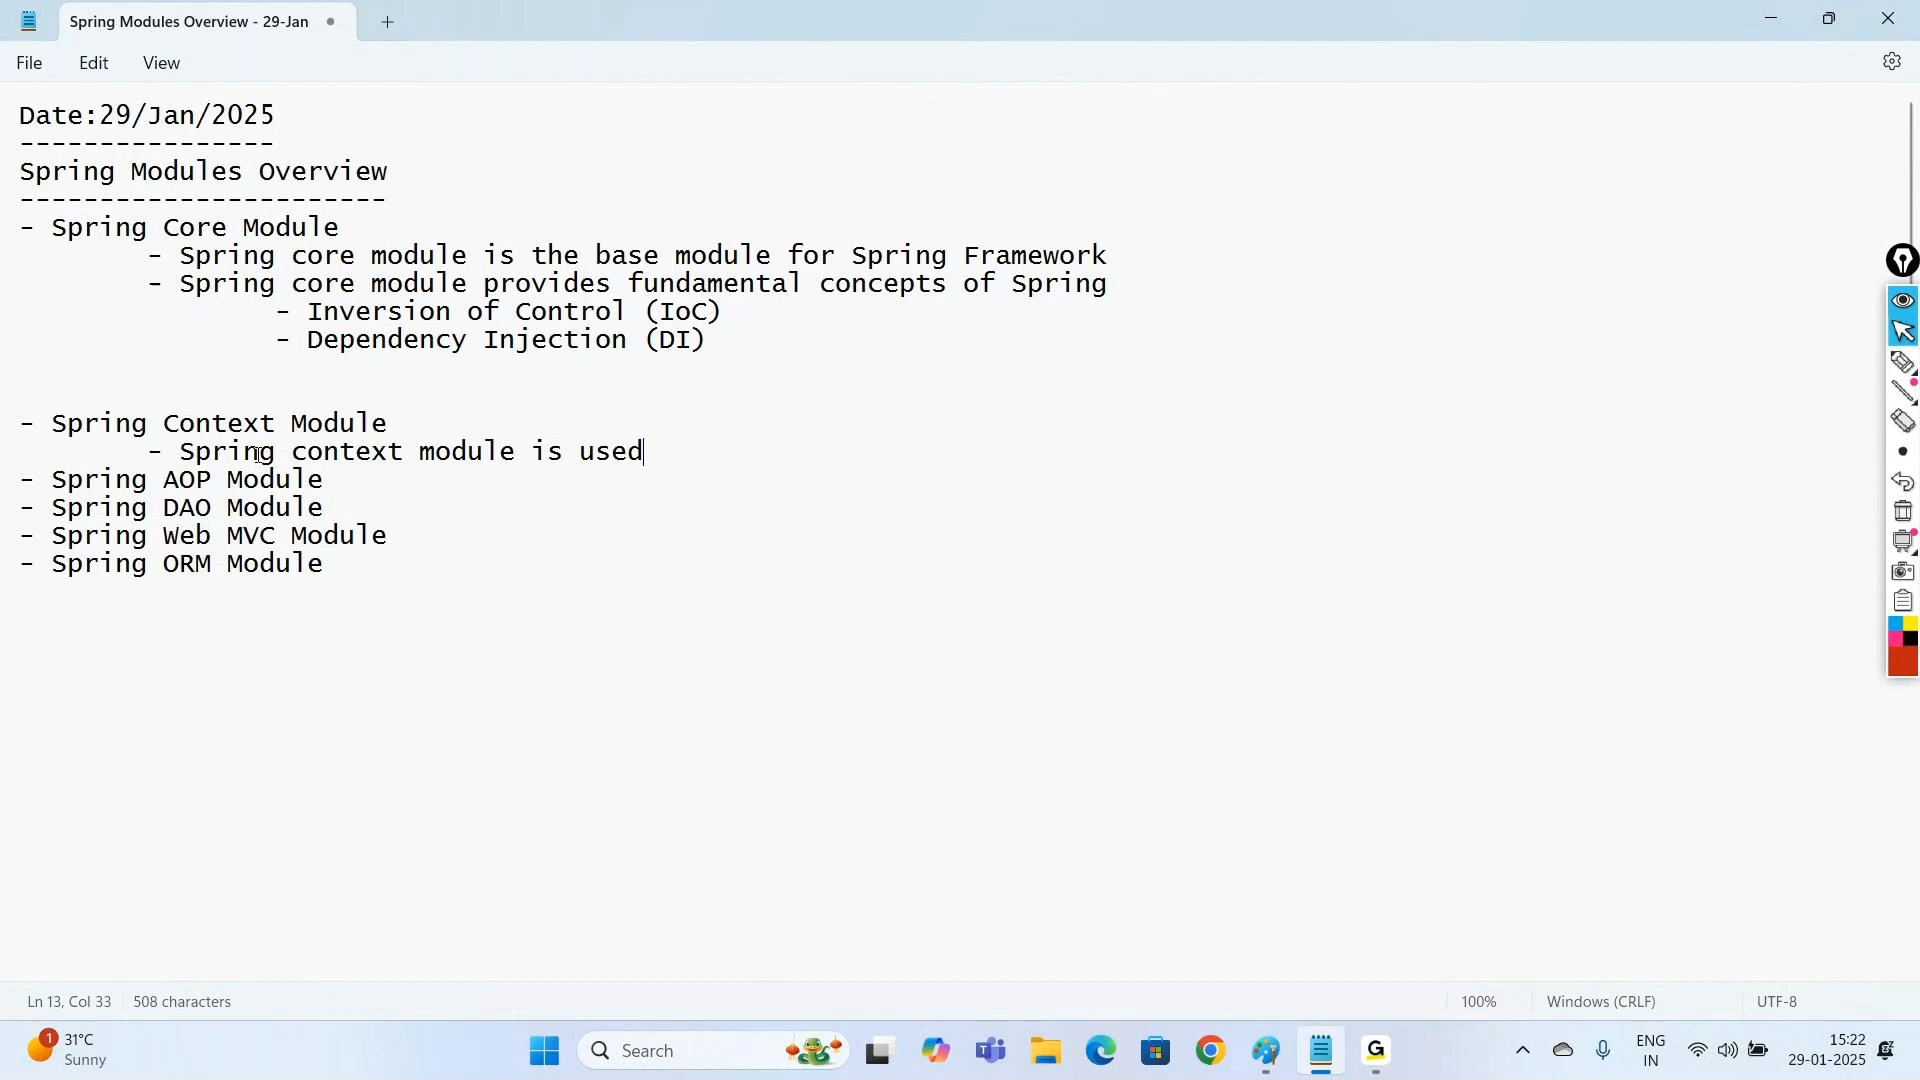 Spring Modules Overview - 29-Jan
File Edit View
Date:29/Jan/2025
----------------
Spring Modules Overview
-----------------------
- Spring Core Module
- Spring core module is the base module for Spring Framework
- Spring core module provides fundamental concepts of Spring
- Inversion of Control (IoC)
- Dependency Injection (DI)
- Spring Context Module
- Spring context module is used
- Spring AOP Module
- Spring DAO Module
- Spring Web MVC Module
- Spring ORM Module
Ln 13, Col 33 508 characters 100% Windows (CRLF) UTF-8
1 31°C
Sunny
Search
G
ENG
IN
15:22
29-01-2025